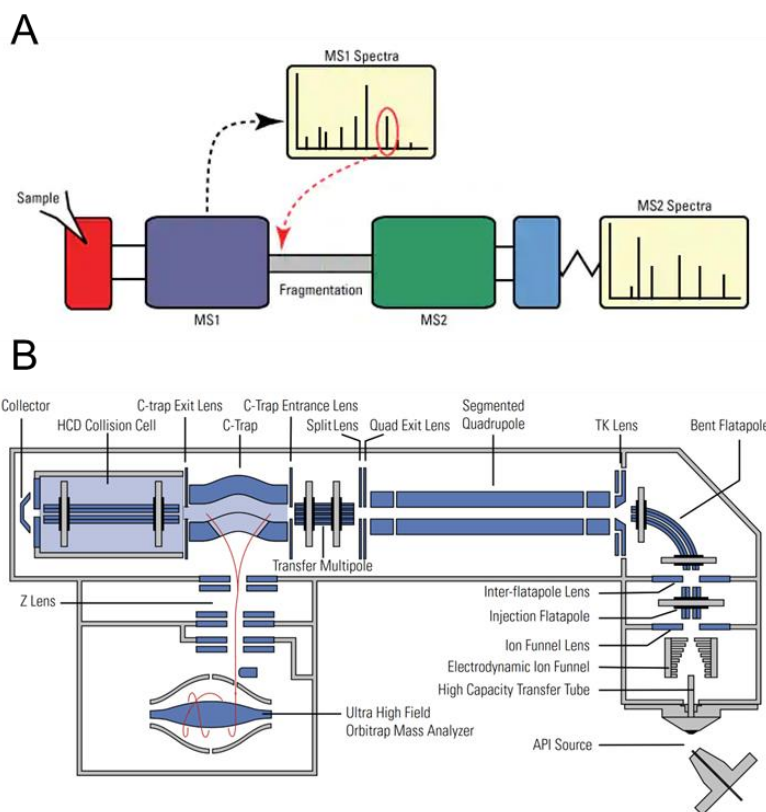 A
MS1 Spectra
Sample
MS2 Spectra
Fragmentation
MS1
MS2
B
Collector
C-trap Exit Lens
HCD Collision Cell
C-Trap
C-Trap Entrance Lens
Split Lens
Quad Exit Lens
Segmented
Quadrupole
TK Lens
Bent Flatapole
Transfer Multipole
Z Lens
Inter-flatapole Lens
Injection Flatapole
Ion Funnel Lens
Electrodynamic Ion Funnel
High Capacity Transfer Tube
Ultra High Field
Orbitrap Mass Analyzer
API Source